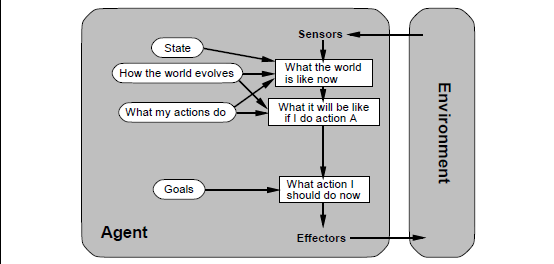 Sensors
State
What the world
is like now
How the world evolves
What it will be like
if I do action A
What my actions do
Goals
What action I
should do now
Agent
Effectors
Environment